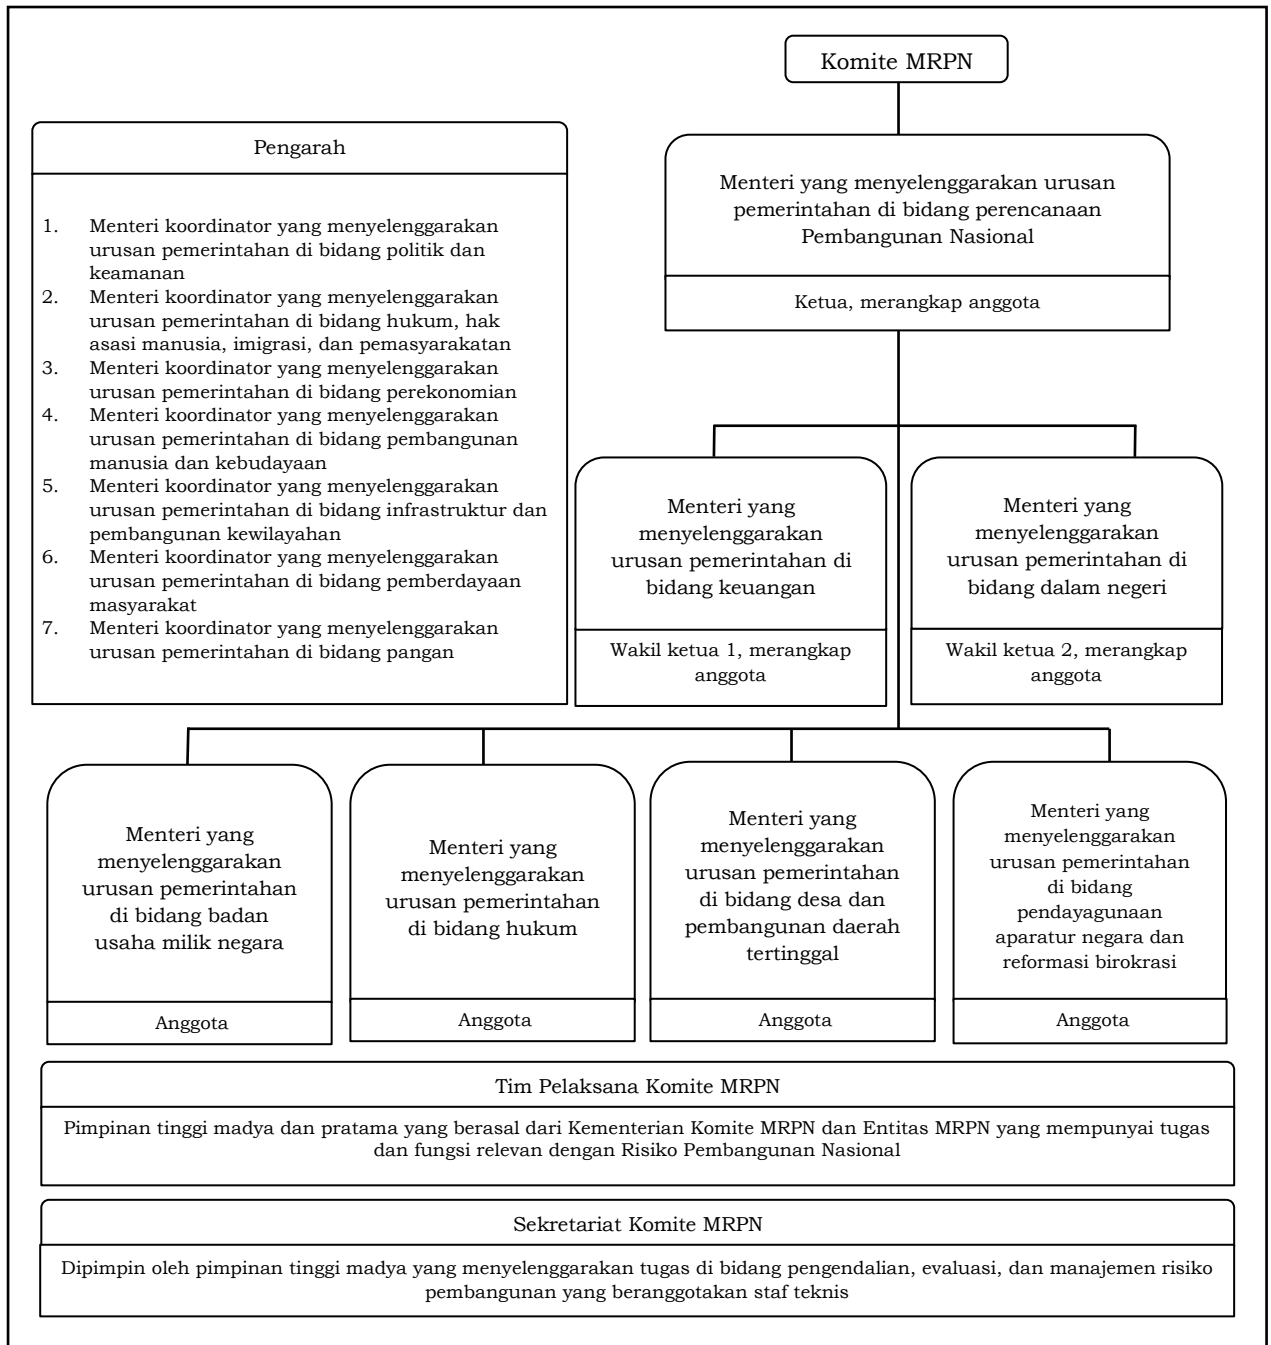 Komite MRPN
Pengarah
1. Menteri koordinator yang menyelenggarakan
urusan pemerintahan di bidang politik dan
keamanan
2. Menteri koordinator yang menyelenggarakan
urusan pemerintahan di bidang hukum, hak
asasi manusia, imigrasi, dan pemasyarakatan
3. Menteri koordinator yang menyelenggarakan
urusan pemerintahan di bidang perekonomian
4. Menteri koordinator yang menyelenggarakan
urusan pemerintahan di bidang pembangunan
manusia dan kebudayaan
5. Menteri koordinator yang menyelenggarakan
urusan pemerintahan di bidang infrastruktur dan
pembangunan kewilayahan
6. Menteri koordinator yang menyelenggarakan
urusan pemerintahan di bidang pemberdayaan
masyarakat
7. Menteri koordinator yang menyelenggarakan
urusan pemerintahan di bidang pangan
Menteri yang menyelenggarakan urusan
pemerintahan di bidang perencanaan
Pembangunan Nasional
Ketua, merangkap anggota
Menteri yang
menyelenggarakan
urusan pemerintahan di
bidang keuangan
Wakil ketua 1, merangkap
anggota
Menteri yang
menyelenggarakan
urusan pemerintahan di
bidang dalam negeri
Wakil ketua 2, merangkap
anggota
Menteri yang
menyelenggarakan
urusan pemerintahan
di bidang badan
usaha milik negara
Anggota
Menteri yang
menyelenggarakan
urusan pemerintahan
di bidang hukum
Anggota
Menteri yang
menyelenggarakan
urusan pemerintahan
di bidang desa dan
pembangunan daerah
tertinggal
Anggota
Menteri yang
menyelenggarakan
urusan pemerintahan
di bidang
pendayagunaan
aparatur negara dan
reformasi birokrasi
Anggota
Tim Pelaksana Komite MRPN
Pimpinan tinggi madya dan pratama yang berasal dari Kementerian Komite MRPN dan Entitas MRPN yang mempunyai tugas
dan fungsi relevan dengan Risiko Pembangunan Nasional
Sekretariat Komite MRPN
Dipimpin oleh pimpinan tinggi madya yang menyelenggarakan tugas di bidang pengendalian, evaluasi, dan manajemen risiko
pembangunan yang beranggotakan staf teknis